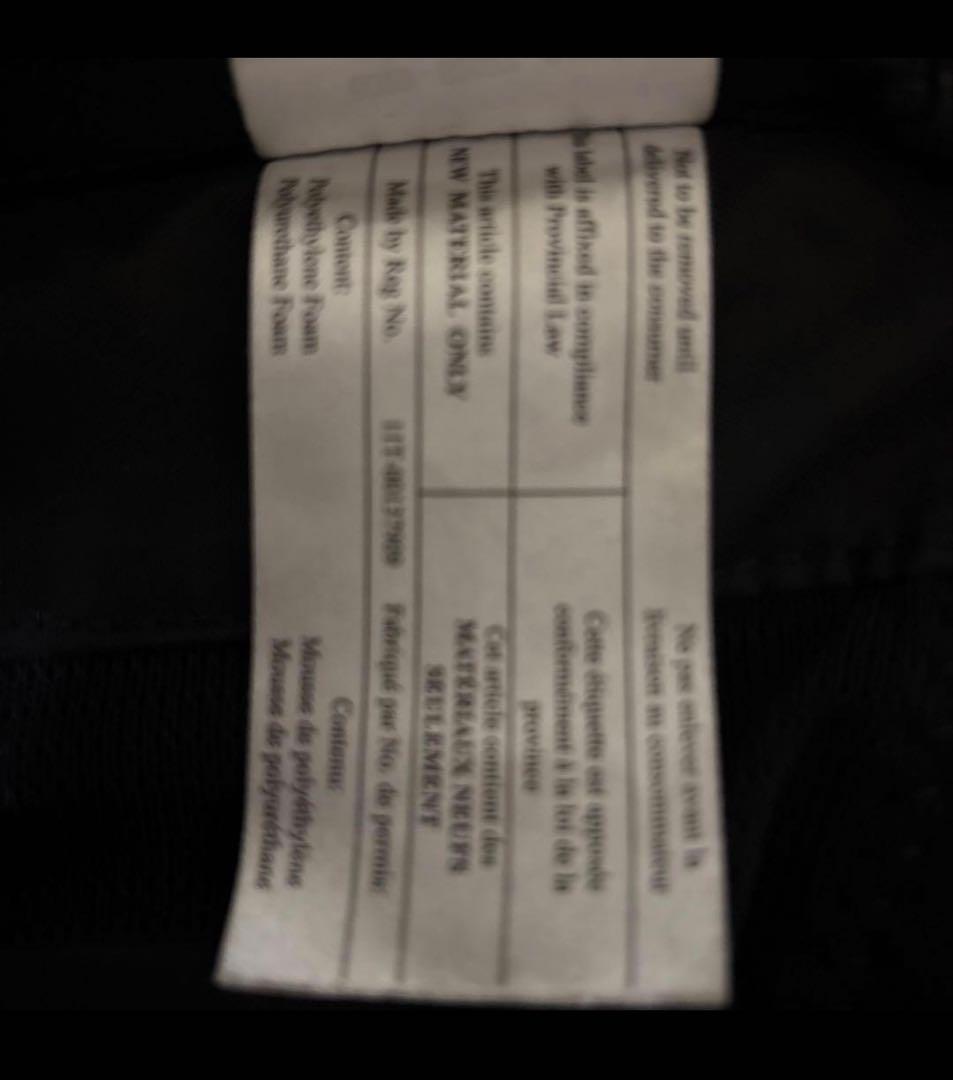 Not to be removed until
delivered to the consumer
Ne pas enlever avant la
livraison au consommateur
label is affixed in compliance
with Provincial Law
Cette étiquette est apposée
conformément à la loi de la
province
This article contains
NEW MATERIAL ONLY
Cet article contient des
MATÉRIAUX NEUFS
SEULEMENT
Made by Reg No.
Fabriqué par No. de permis:
Content:
Polyethylene Foam
Polyurethane Foam
Contenu:
Mousse de polyéthylène
Mousse de polyuréthane